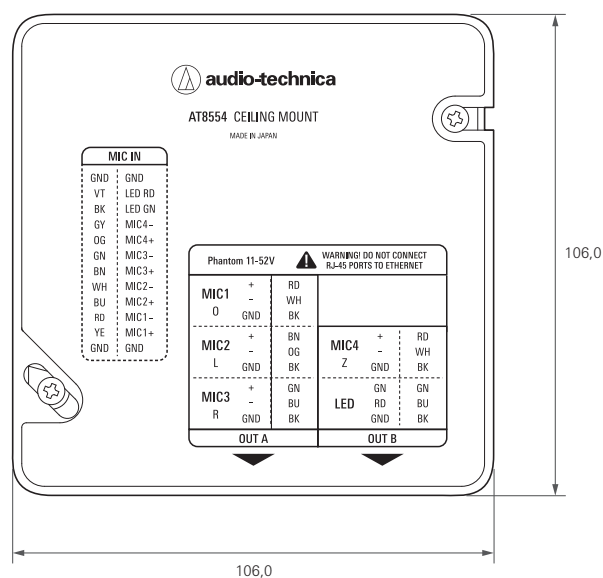 audio-technica
AT8554 CEILING MOUNT
MADE IN JAPAN
MIC IN
GND GND
VT LED RD
BK LED GN
GY MIC4–
OG MIC4+
GN MIC3–
BN MIC3+
WH MIC2–
BU MIC2+
RD MIC1–
YE MIC1+
GND GND
Phantom 11-52V
WARNING! DO NOT CONNECT
RJ-45 PORTS TO ETHERNET
MIC1
O
+ RD
– WH
GND BK
MIC2
L
+ BN
– OG
GND BK
MIC3
R
+ GN
– BU
GND BK
OUT A
MIC4
Z
+ RD
– WH
GND BK
LED
GN GN
RD BU
GND BK
OUT B
106,0
106,0